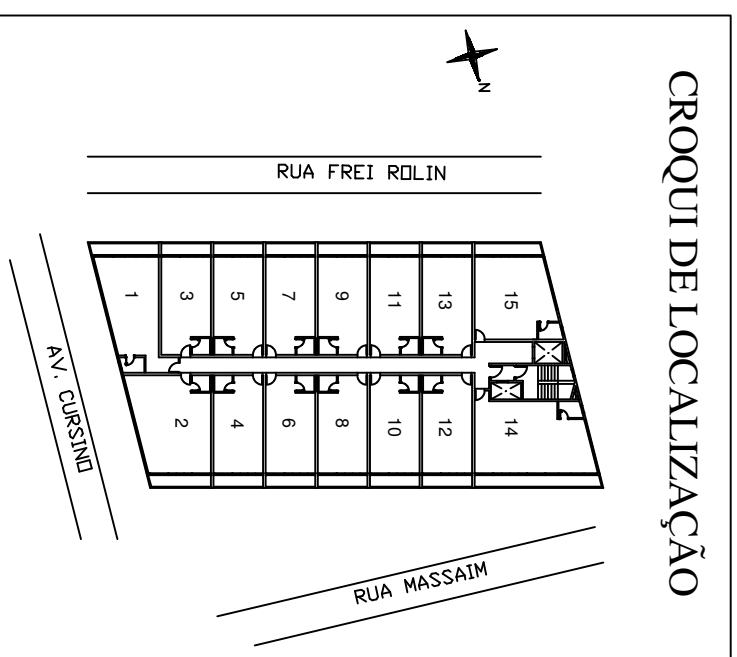 CROQUI DE LOCALIZAÇÃO
N
RUA FREI ROLIN
1 3 5 7 9 11 13 15
2 4 6 8 10 12 14
AV. CURSINO
RUA MASSAIM